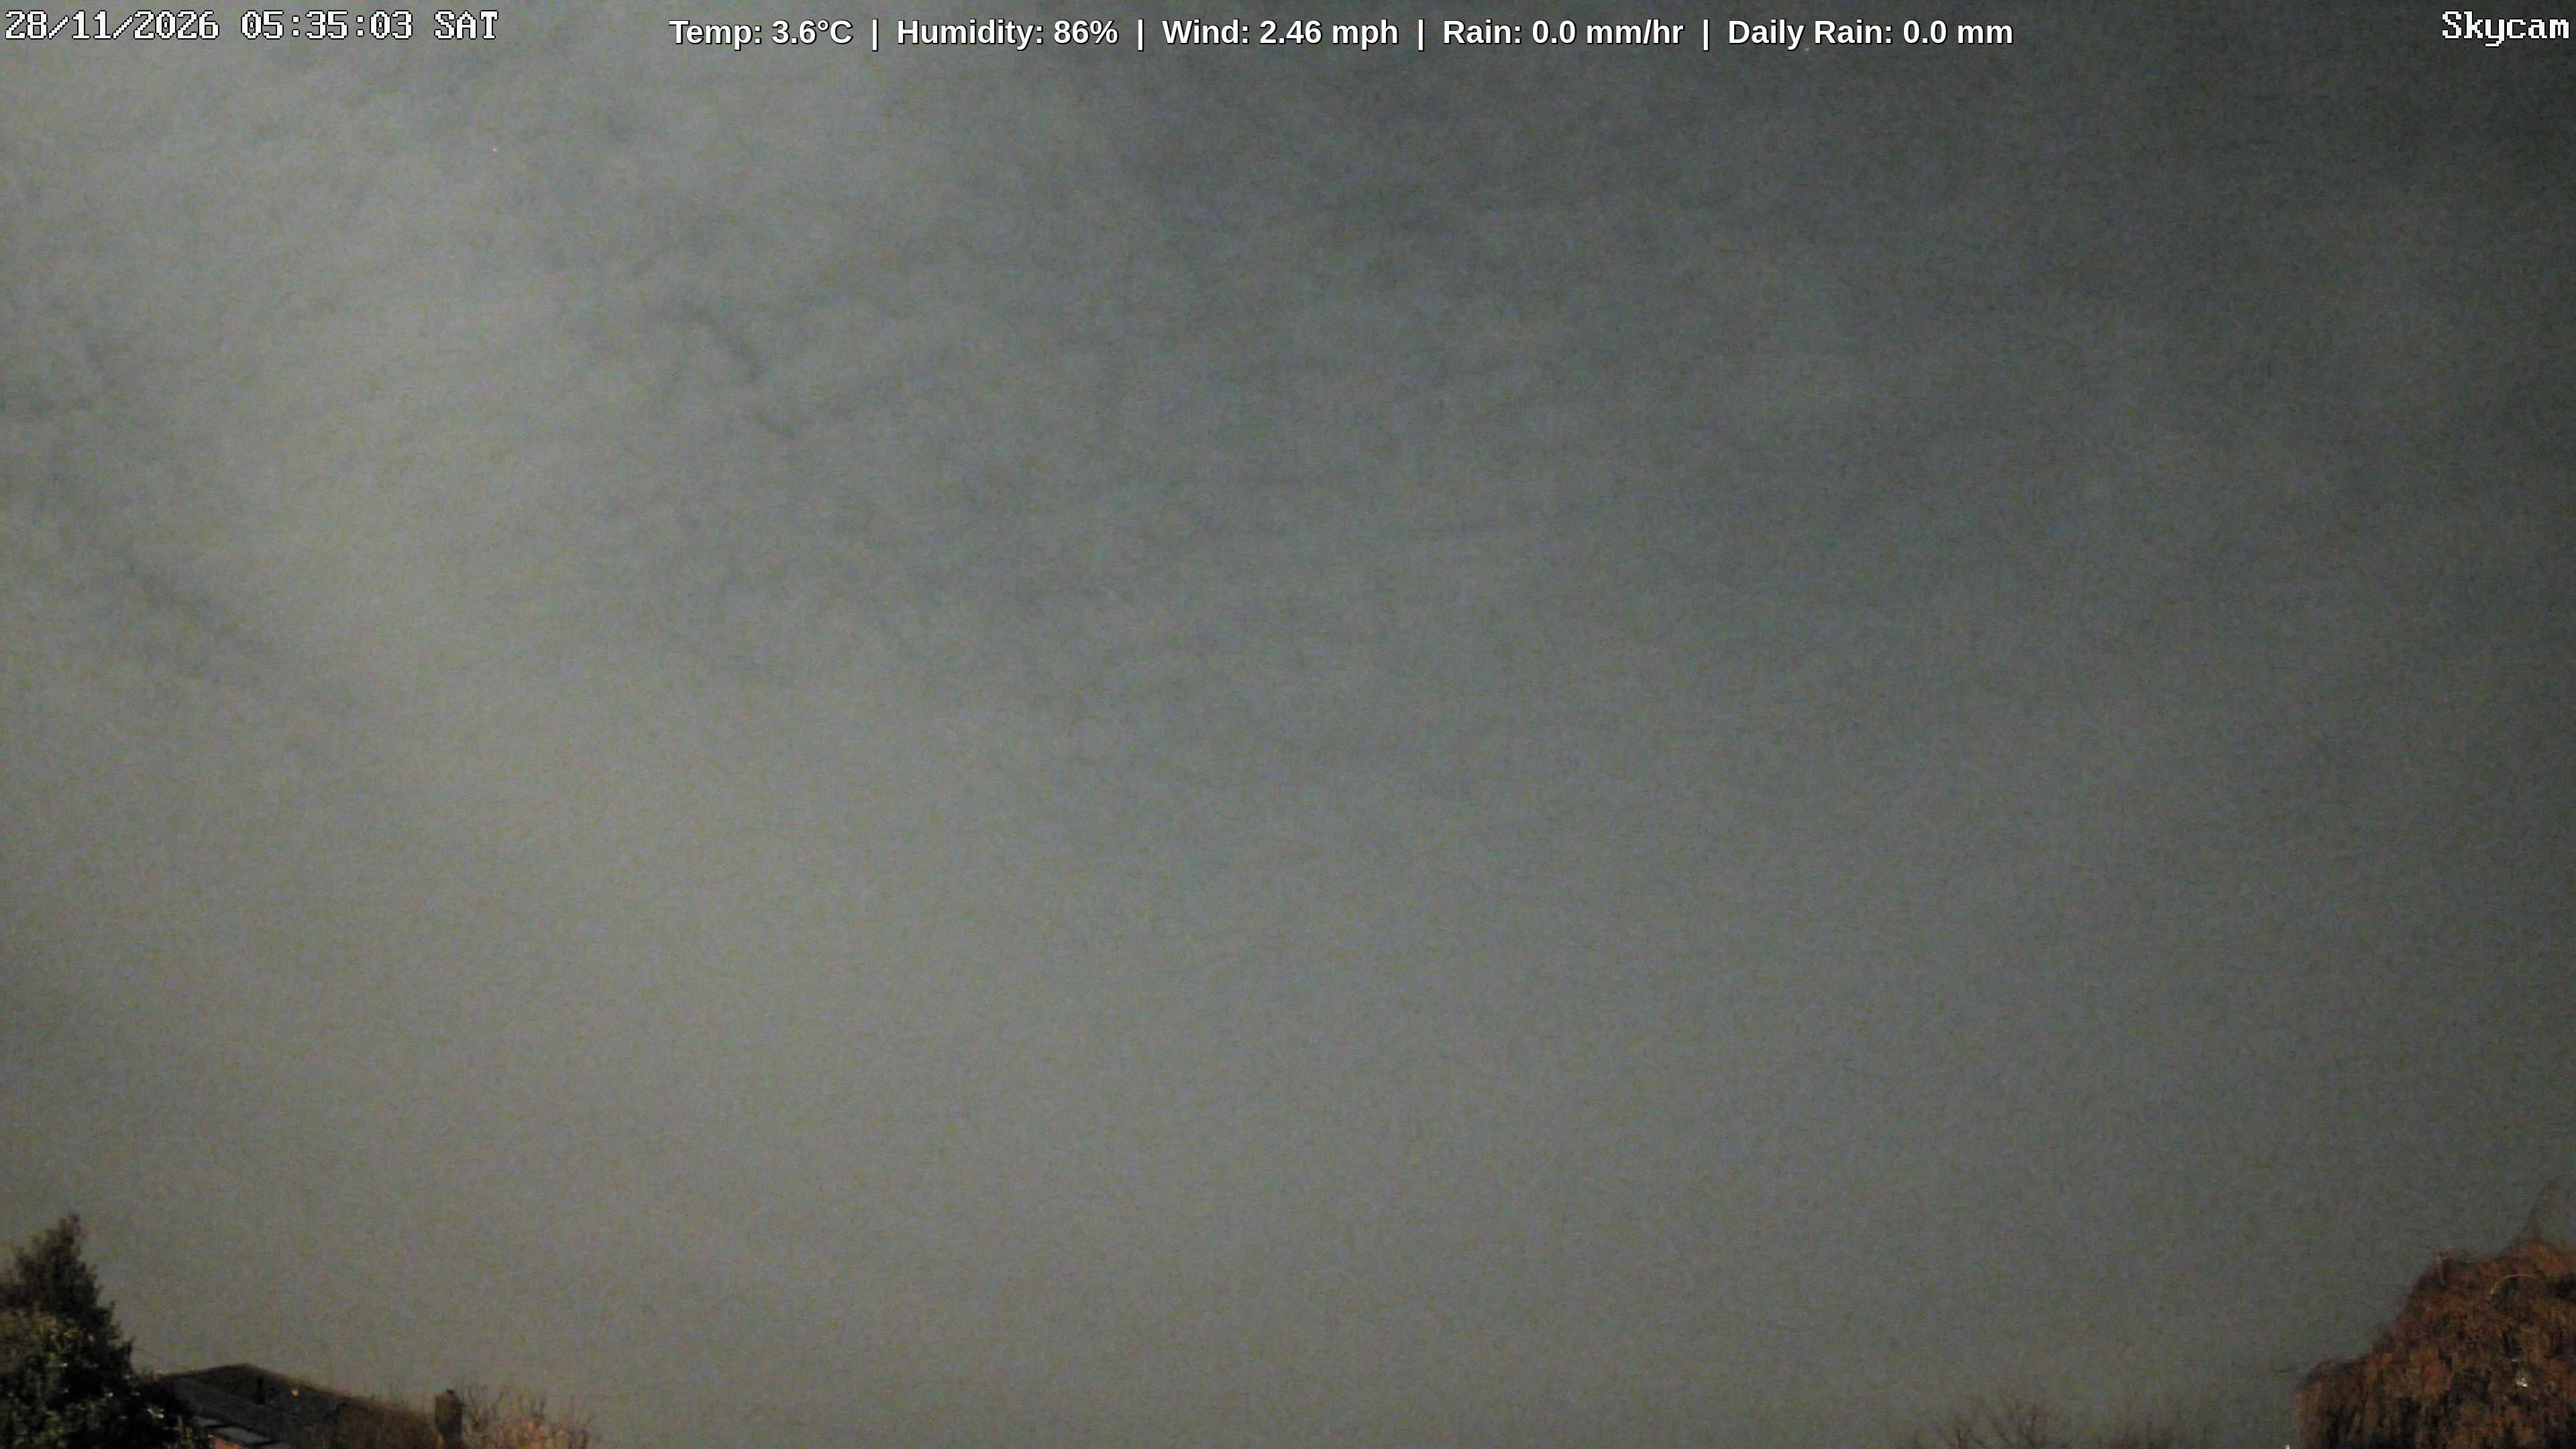 28/11/2026 05:35:03 SAT
Temp: 3.6°C | Humidity: 86% | Wind: 2.46 mph | Rain: 0.0 mm/hr | Daily Rain: 0.0 mm
Skycam